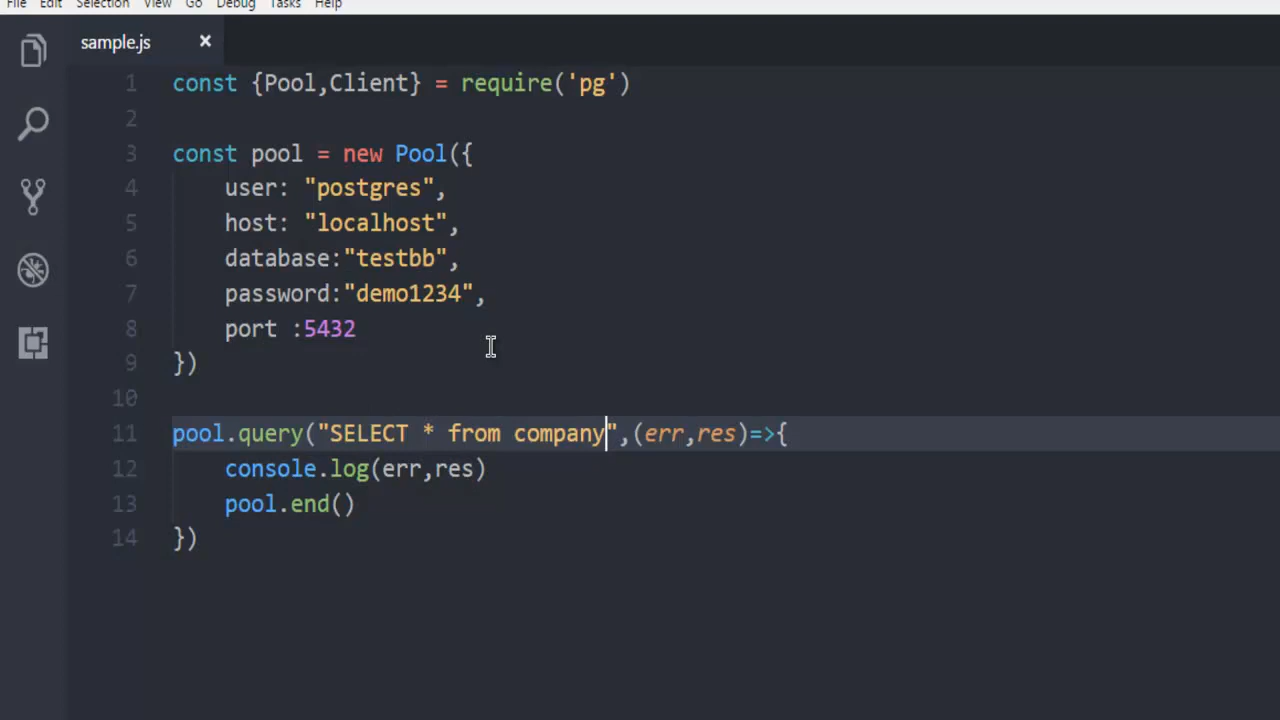 File Edit Selection View Go Debug Tasks Help
sample.js ×
1 const {Pool,Client} = require('pg')
2
3 const pool = new Pool({
4 user: "postgres",
5 host: "localhost",
6 database:"testbb",
7 password:"demo1234",
8 port :5432
9 })
10
11 pool.query("SELECT * from company",(err,res)=>{
12 console.log(err,res)
13 pool.end()
14 })